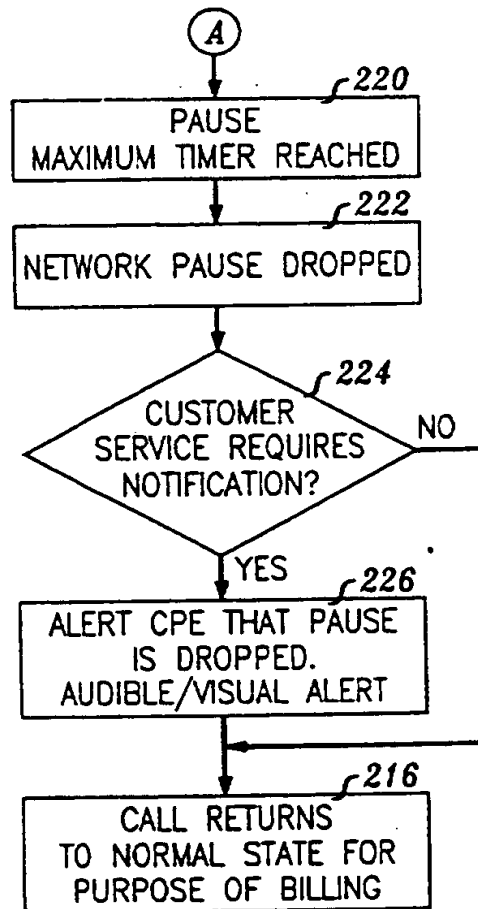 A
220
PAUSE
MAXIMUM TIMER REACHED
222
NETWORK PAUSE DROPPED
224
CUSTOMER
SERVICE REQUIRES
NOTIFICATION?
NO
YES
226
ALERT CPE THAT PAUSE
IS DROPPED.
AUDIBLE/VISUAL ALERT
216
CALL RETURNS
TO NORMAL STATE FOR
PURPOSE OF BILLING